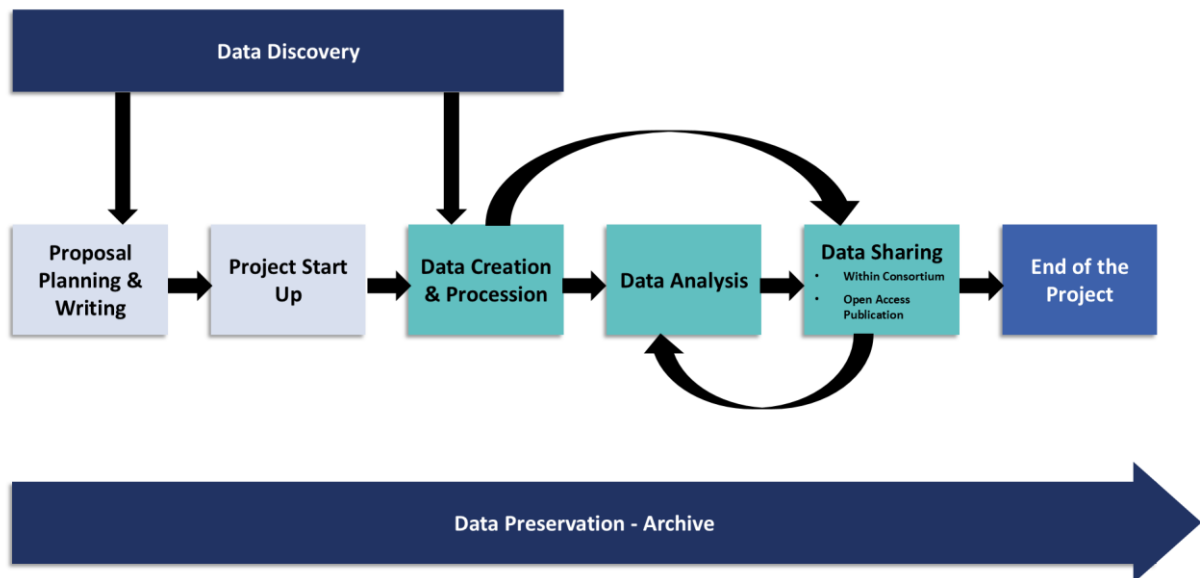 Data Discovery
Proposal
Planning &
Writing
Project Start
Up
Data Creation
& Procession
Data Analysis
Data Sharing
• Within Consortium
• Open Access
Publication
End of the
Project
Data Preservation - Archive